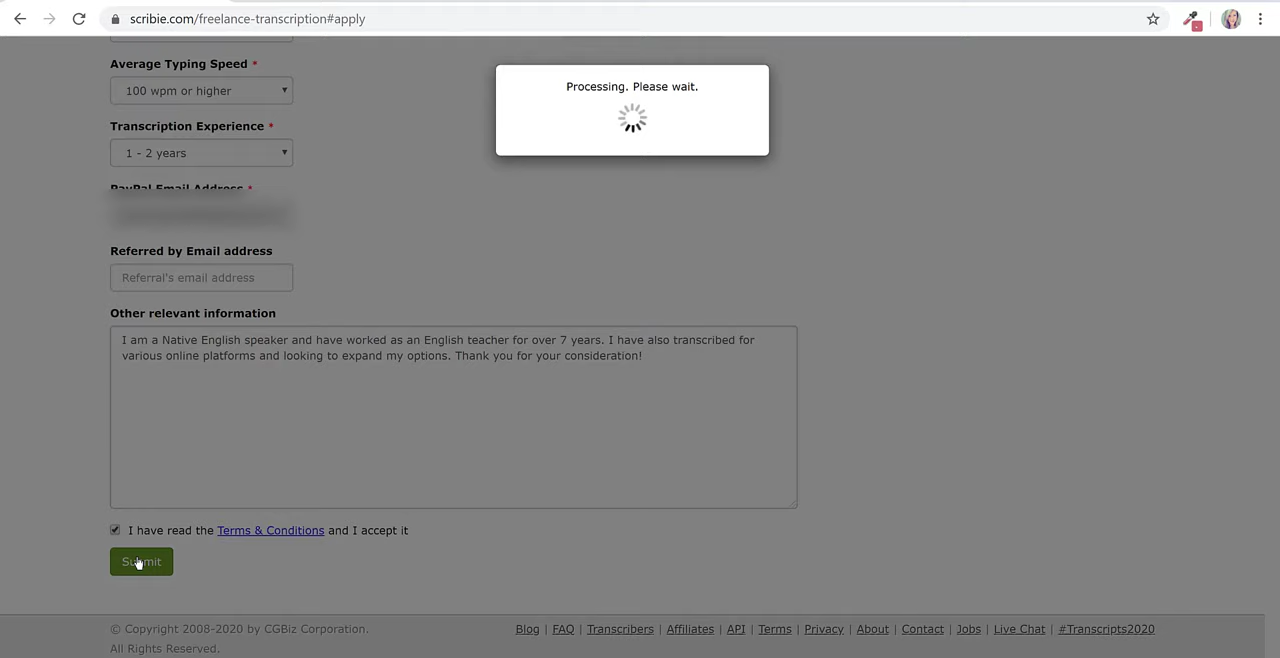 scribie.com/freelance-transcription#apply
Average Typing Speed *
100 wpm or higher
Processing. Please wait.
Transcription Experience *
1 - 2 years
PayPal Email Address *
Referred by Email address
Referral's email address
Other relevant information
I am a Native English speaker and have worked as an English teacher for over 7 years. I have also transcribed for
various online platforms and looking to expand my options. Thank you for your consideration!
I have read the Terms & Conditions and I accept it
Submit
© Copyright 2008-2020 by CGBiz Corporation.
All Rights Reserved.
Blog | FAQ | Transcribers | Affiliates | API | Terms | Privacy | About | Contact | Jobs | Live Chat | #Transcripts2020